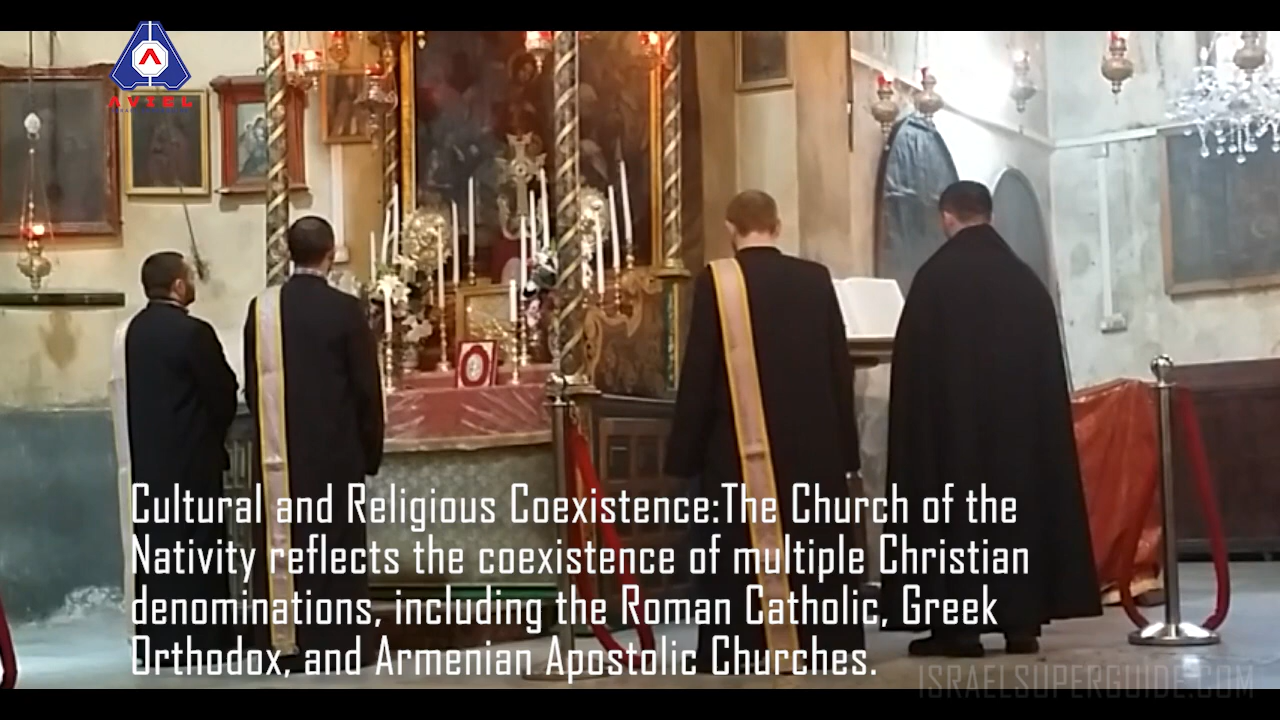 AVIEL
Cultural and Religious Coexistence:The Church of the
Nativity reflects the coexistence of multiple Christian
denominations, including the Roman Catholic, Greek
Orthodox, and Armenian Apostolic Churches.
ISRAELSUPERGUIDE.COM